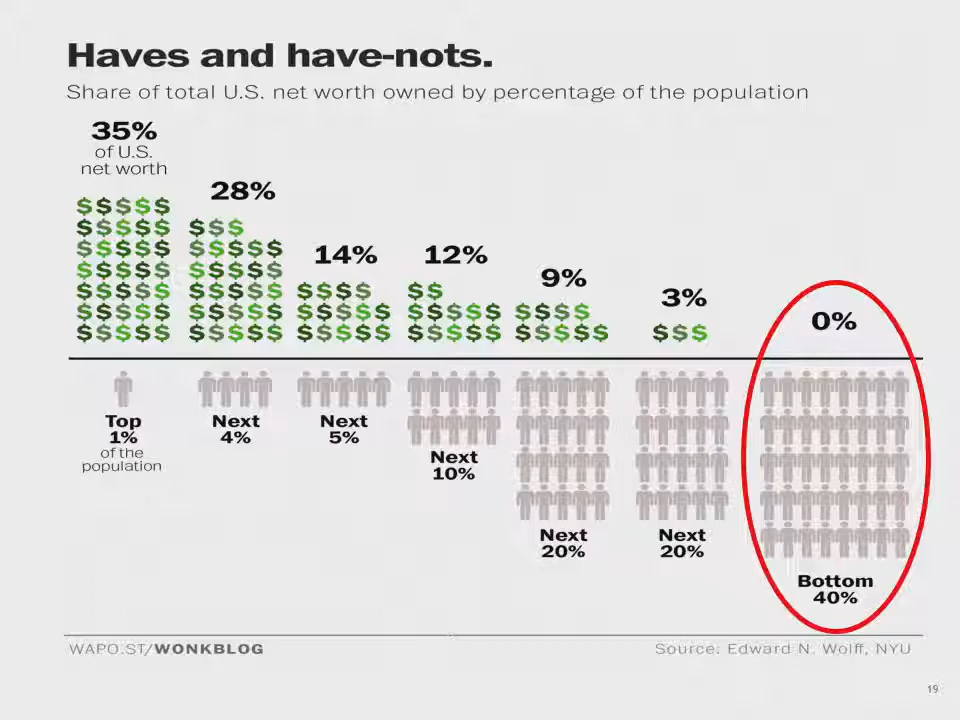 Haves and have-nots.
Share of total U.S. net worth owned by percentage of the population
35%
of U.S.
net worth
28%
14%
12%
9%
3%
0%
$$$$$
$$$$$
$$$$$
$$$$$
$$$$$
$$$$$
$$$$$
$$$
$$$$$
$$$$$
$$$$$
$$$$$
$$$$$
$$$$
$$$$$
$$$$$
$$
$$$$$
$$$$$
$$$$
$$$$$
$$$
Top
1%
of the
population
Next
4%
Next
5%
Next
10%
Next
20%
Next
20%
Bottom
40%
WAPO.ST/WONKBLOG
Source: Edward N. Wolff, NYU
19